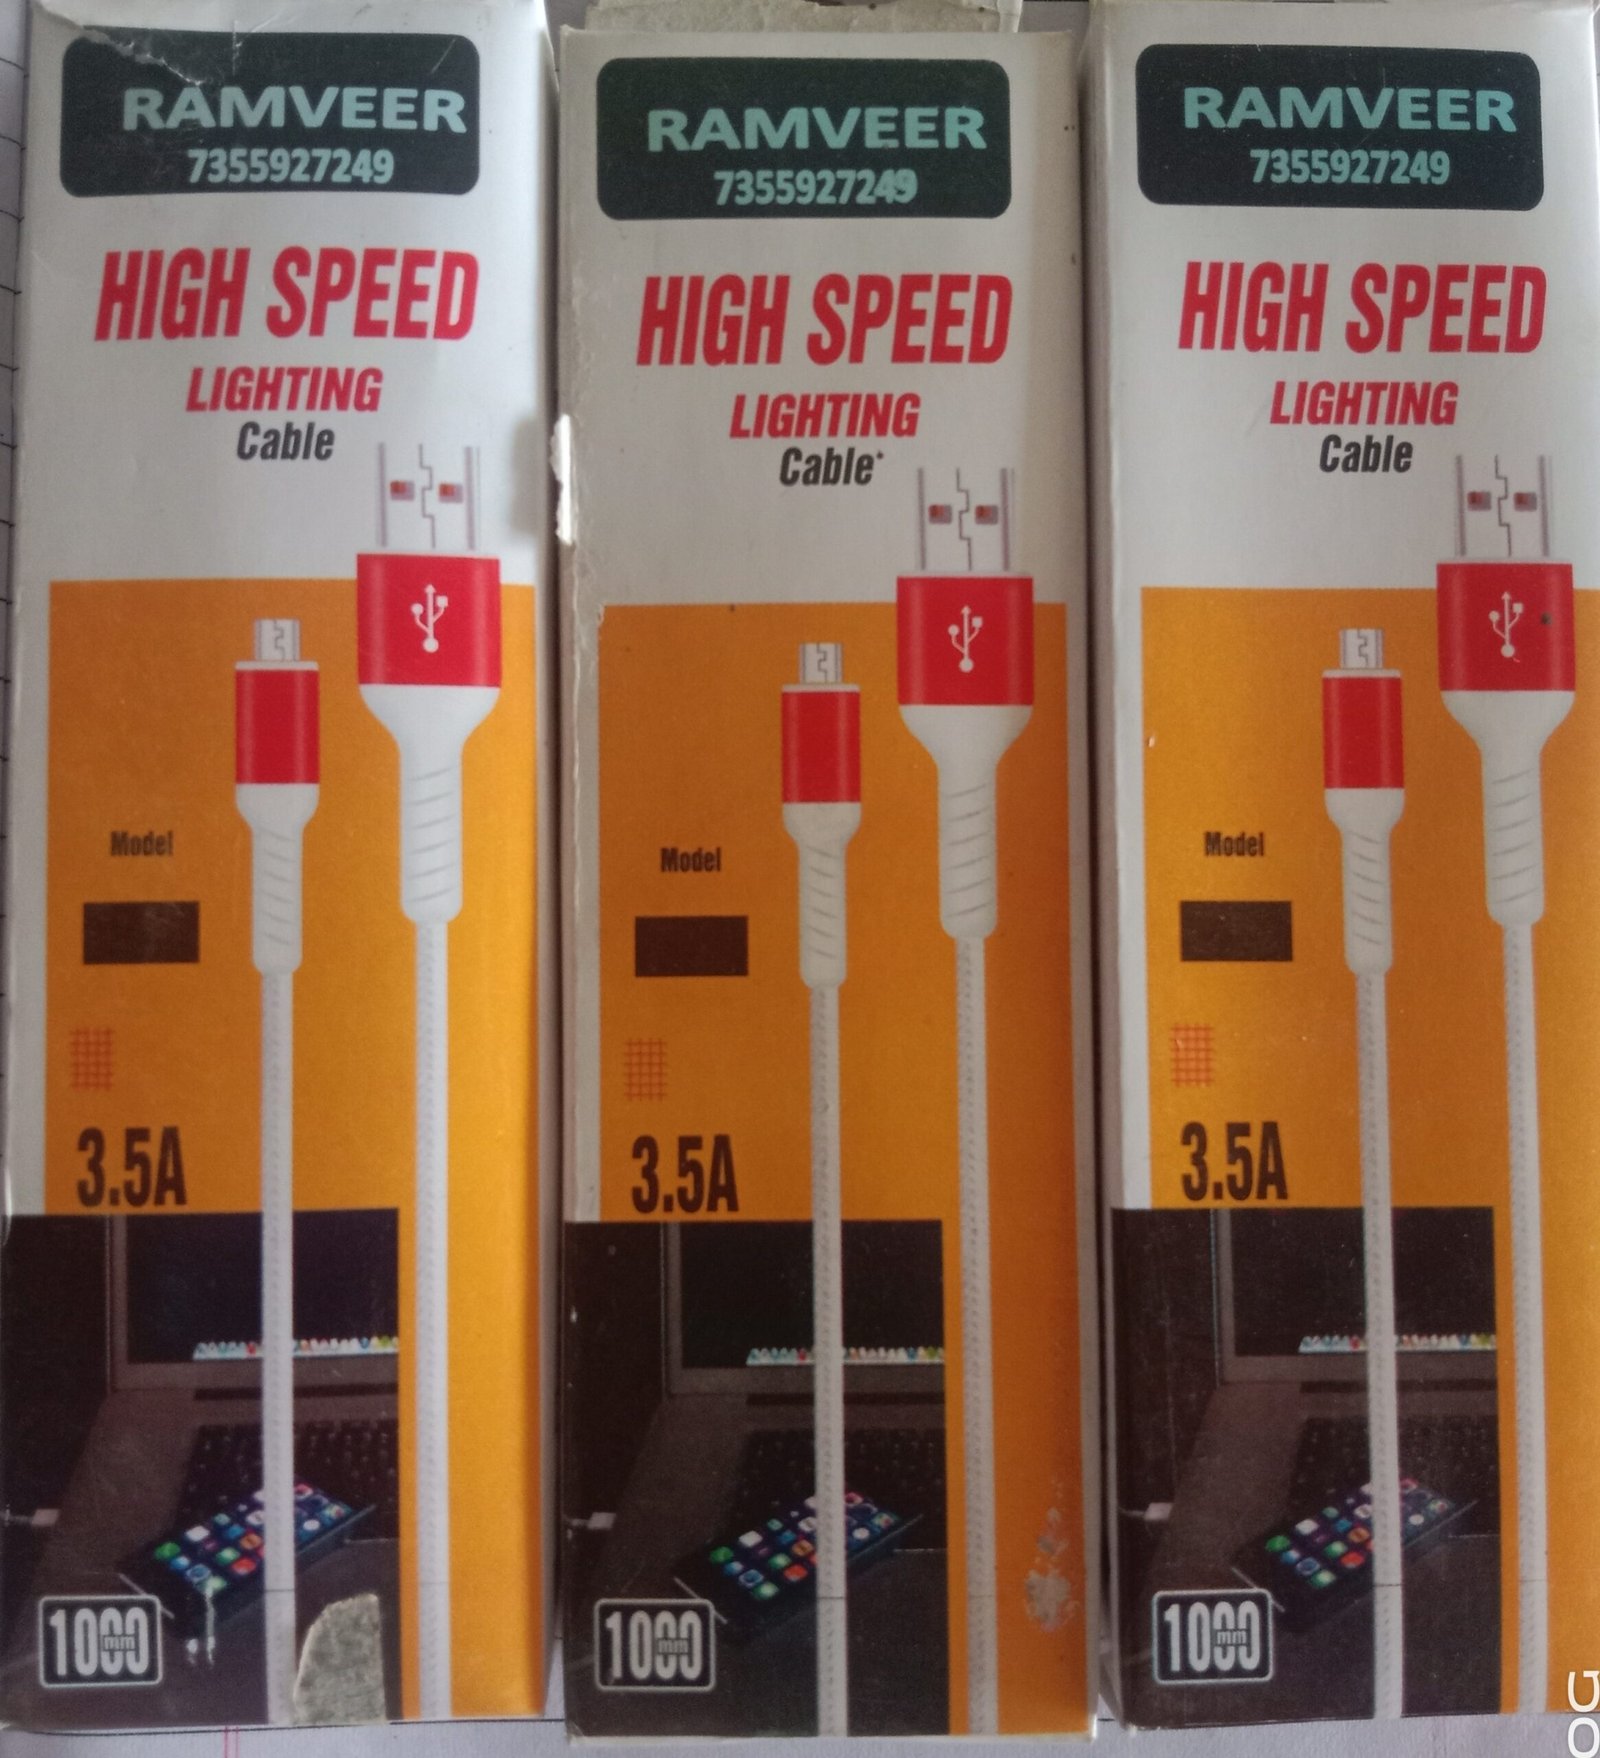 RAMVEER
7355927249
HIGH SPEED
LIGHTING
Cable
Model
3.5A
1000
mm
RAMVEER
7355927249
HIGH SPEED
LIGHTING
Cable
Model
3.5A
1000
mm
RAMVEER
7355927249
HIGH SPEED
LIGHTING
Cable
Model
3.5A
1000
mm